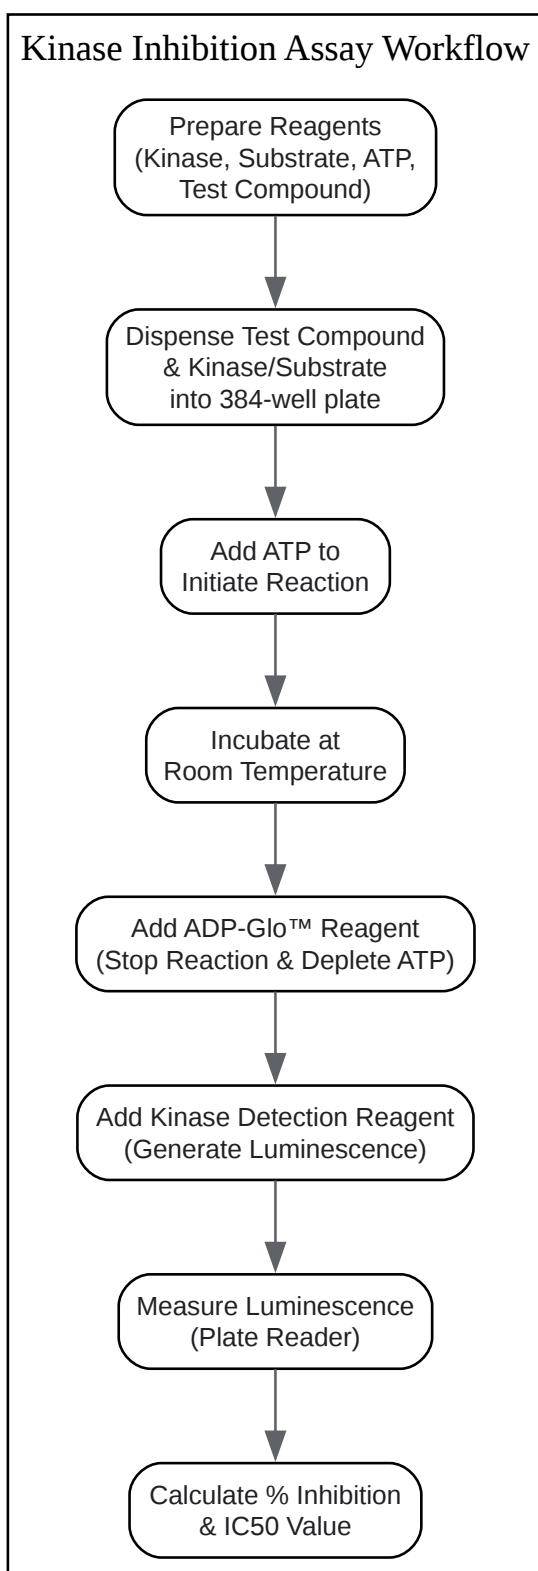 Kinase Inhibition Assay Workflow
Prepare Reagents
(Kinase, Substrate, ATP,
Test Compound)
Dispense Test Compound
& Kinase/Substrate
into 384-well plate
Add ATP to
Initiate Reaction
Incubate at
Room Temperature
Add ADP-Glo™ Reagent
(Stop Reaction & Deplete ATP)
Add Kinase Detection Reagent
(Generate Luminescence)
Measure Luminescence
(Plate Reader)
Calculate % Inhibition
& IC50 Value